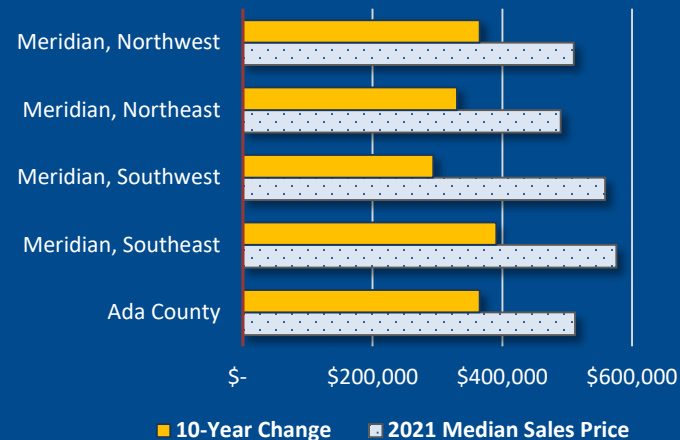 Meridian, Northwest
Meridian, Northeast
Meridian, Southwest
Meridian, Southeast
Ada County
$- $200,000 $400,000 $600,000
10-Year Change 2021 Median Sales Price